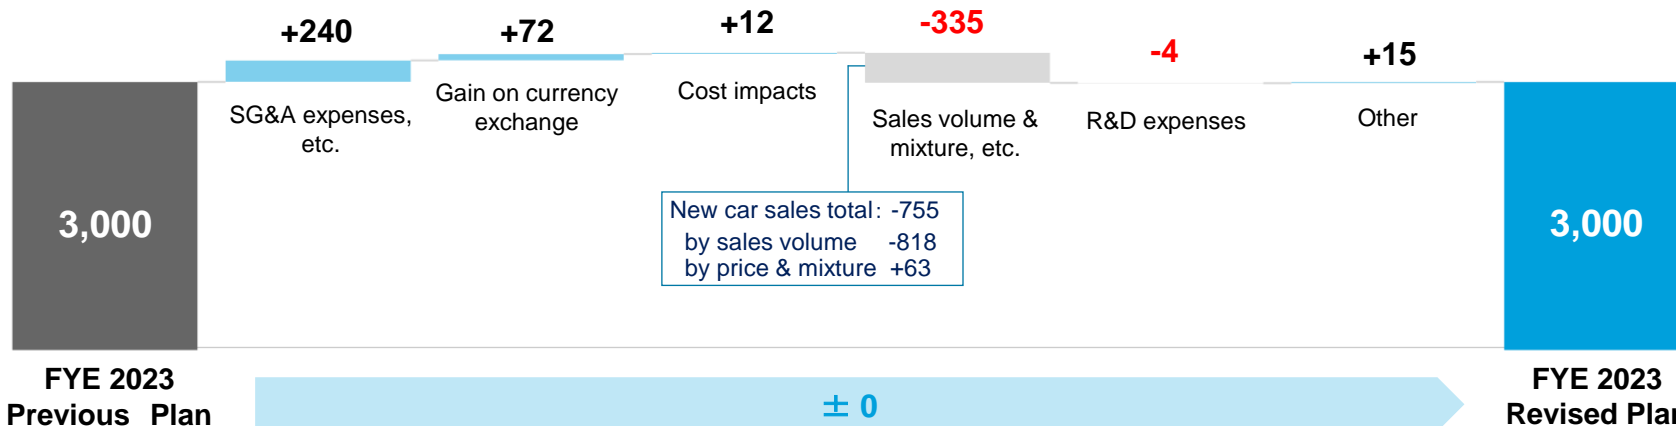 +240
+72
+12
-335
-4
+15
SG&A expenses,
etc.
Gain on currency
exchange
Cost impacts
Sales volume &
mixture, etc.
R&D expenses
Other
3,000
New car sales total: -755
by sales volume -818
by price & mixture +63
3,000
FYE 2023
Previous Plan
± 0
FYE 2023
Revised Plan